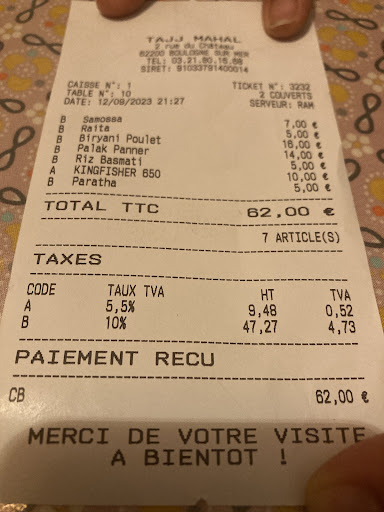 TAJJ MAHAL
2 rue du Château
62200 BOULOGNE SUR MER
TEL: 03.21.80.16.88
SIRET: 91033791400014
CAISSE N°: 1 TICKET N°: 3232
TABLE N°: 10 2 COUVERTS
DATE: 12/09/2023 21:27 SERVEUR: RAM
B Samossa 7,00 €
B Raita 5,00 €
B Biryani Poulet 16,00 €
B Palak Panner 14,00 €
B Riz Basmati 5,00 €
A KINGFISHER 650 10,00 €
B Paratha 5,00 €
TOTAL TTC 62,00 €
7 ARTICLE(S)
TAXES
CODE TAUX TVA HT TVA
A 5,5% 9,48 0,52
B 10% 47,27 4,73
PAIEMENT RECU
CB 62,00 €
MERCI DE VOTRE VISITE
A BIENTOT !